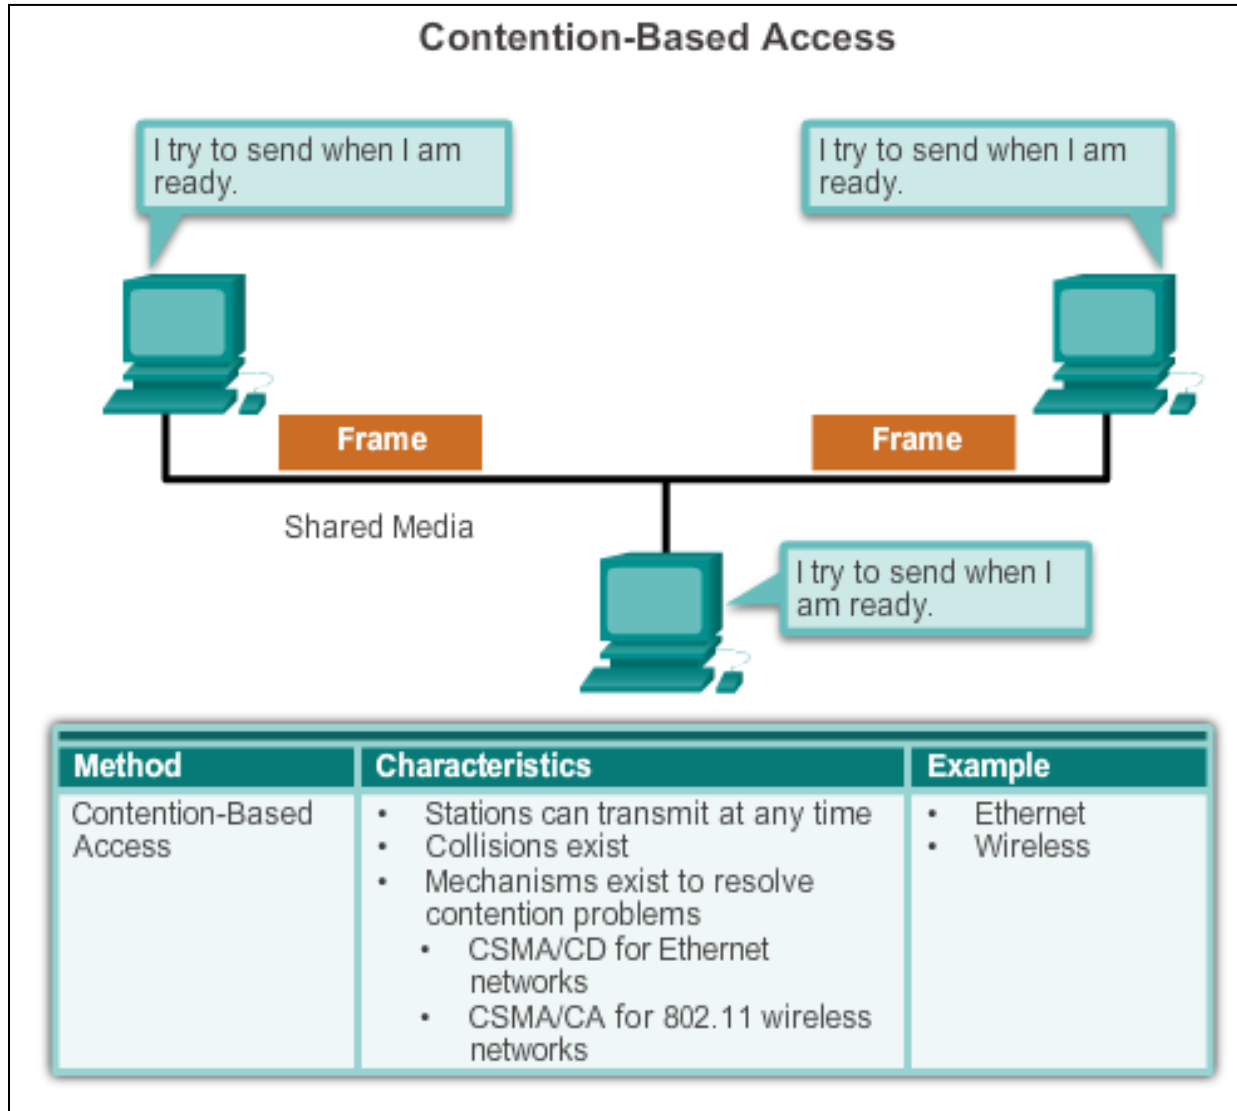 Contention-Based Access
I try to send when I am
ready.
I try to send when I am
ready.
Frame
Frame
Shared Media
I try to send when I
am ready.
Method
Characteristics
Example
Contention-Based
Access
• Stations can transmit at any time
• Collisions exist
• Mechanisms exist to resolve
contention problems
• CSMA/CD for Ethernet
networks
• CSMA/CA for 802.11 wireless
networks
• Ethernet
• Wireless